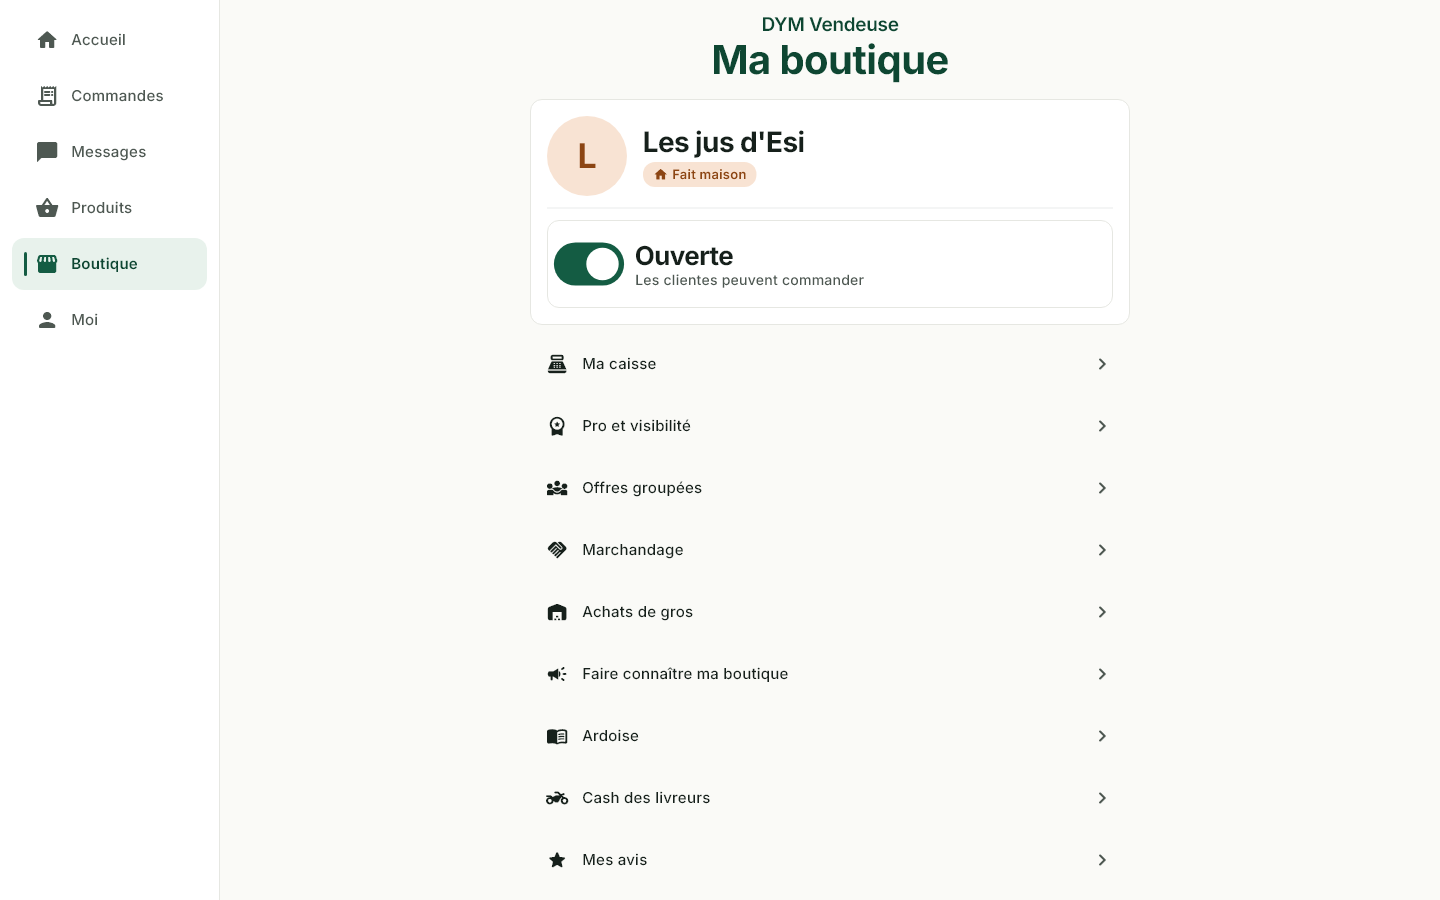 Accueil
Commandes
Messages
Produits
Boutique
Moi
DYM Vendeuse
Ma boutique
L
Les jus d'Esi
Fait maison
Ouverte
Les clientes peuvent commander
Ma caisse
Pro et visibilité
Offres groupées
Marchandage
Achats de gros
Faire connaître ma boutique
Ardoise
Cash des livreurs
Mes avis